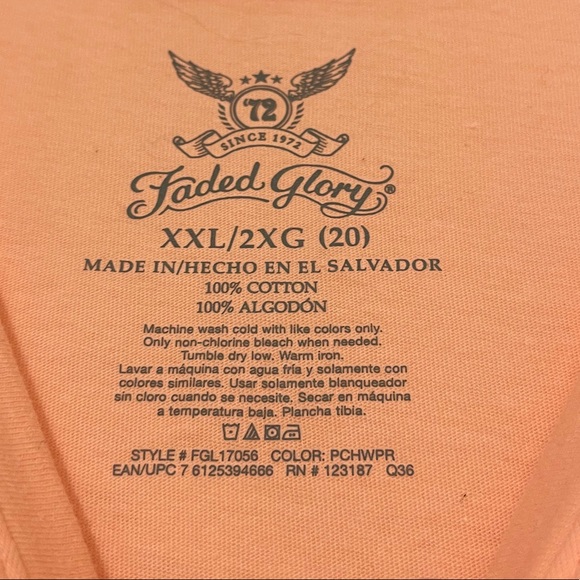 '72
SINCE 1972
Faded Glory®
XXL/2XG (20)
MADE IN/HECHO EN EL SALVADOR
100% COTTON
100% ALGODÓN
Machine wash cold with like colors only.
Only non-chlorine bleach when needed.
Tumble dry low. Warm iron.
Lavar a máquina con agua fría y solamente con
colores similares. Usar solamente blanqueador
sin cloro cuando se necesite. Secar en máquina
a temperatura baja. Plancha tibia.
STYLE # FGL17056 COLOR: PCHWPR
EAN/UPC 7 6125394666 RN # 123187 Q36